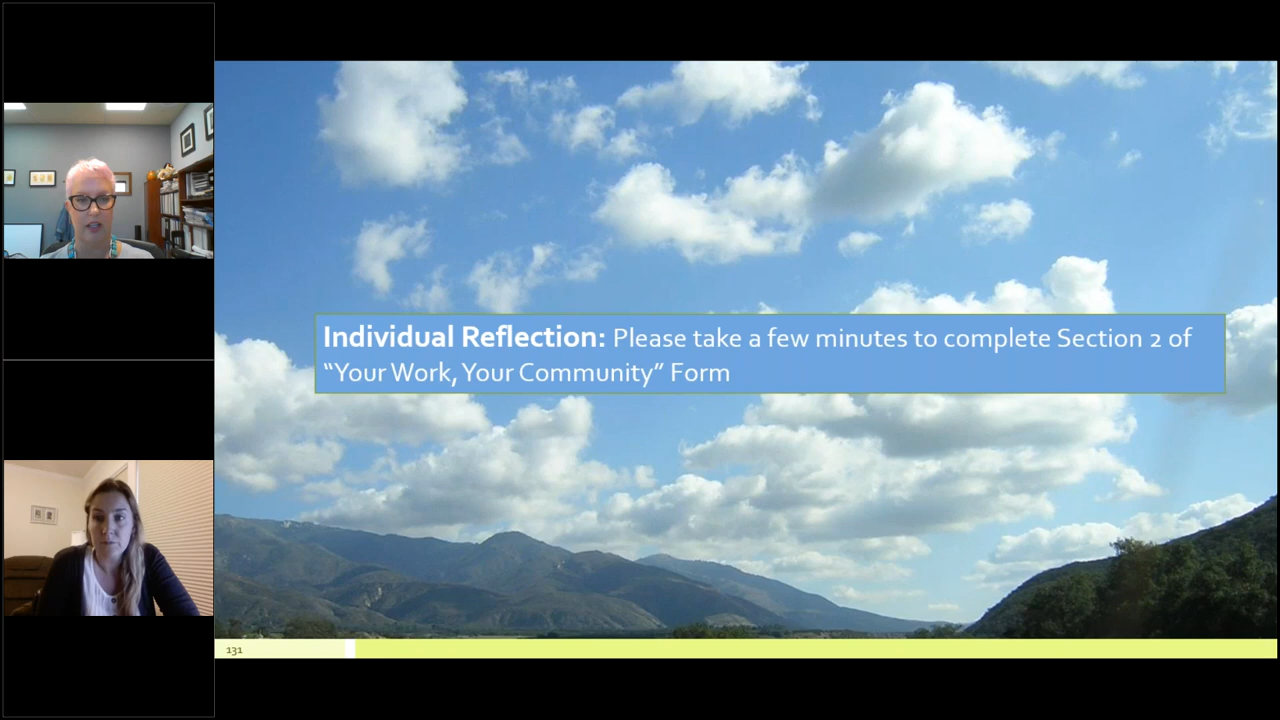 Individual Reflection: Please take a few minutes to complete Section 2 of
“Your Work, Your Community” Form
131